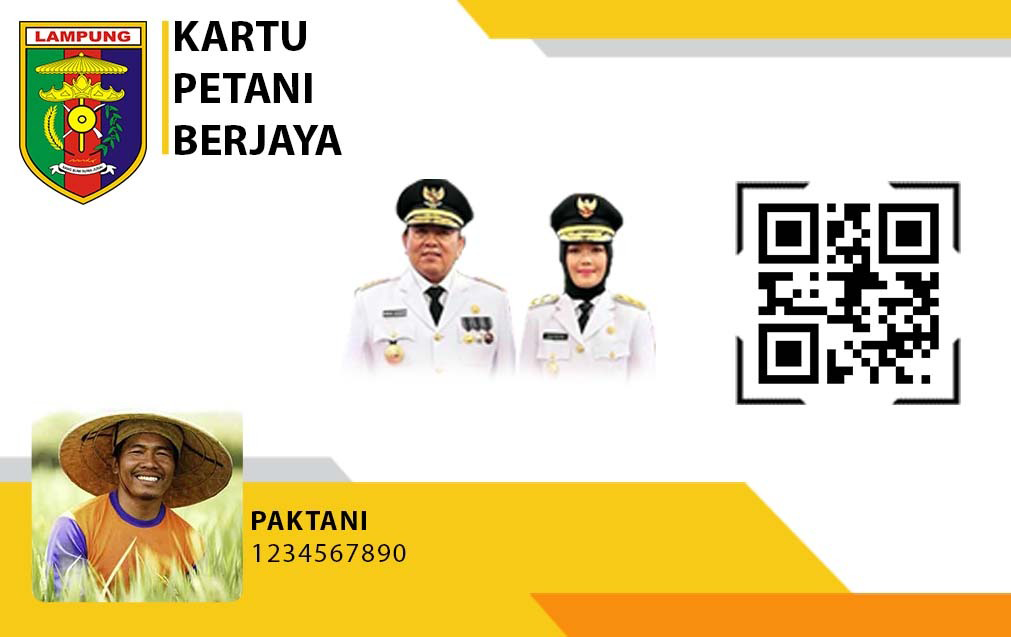 LAMPUNG
KARTU
PETANI
BERJAYA
PAKTANI
1234567890